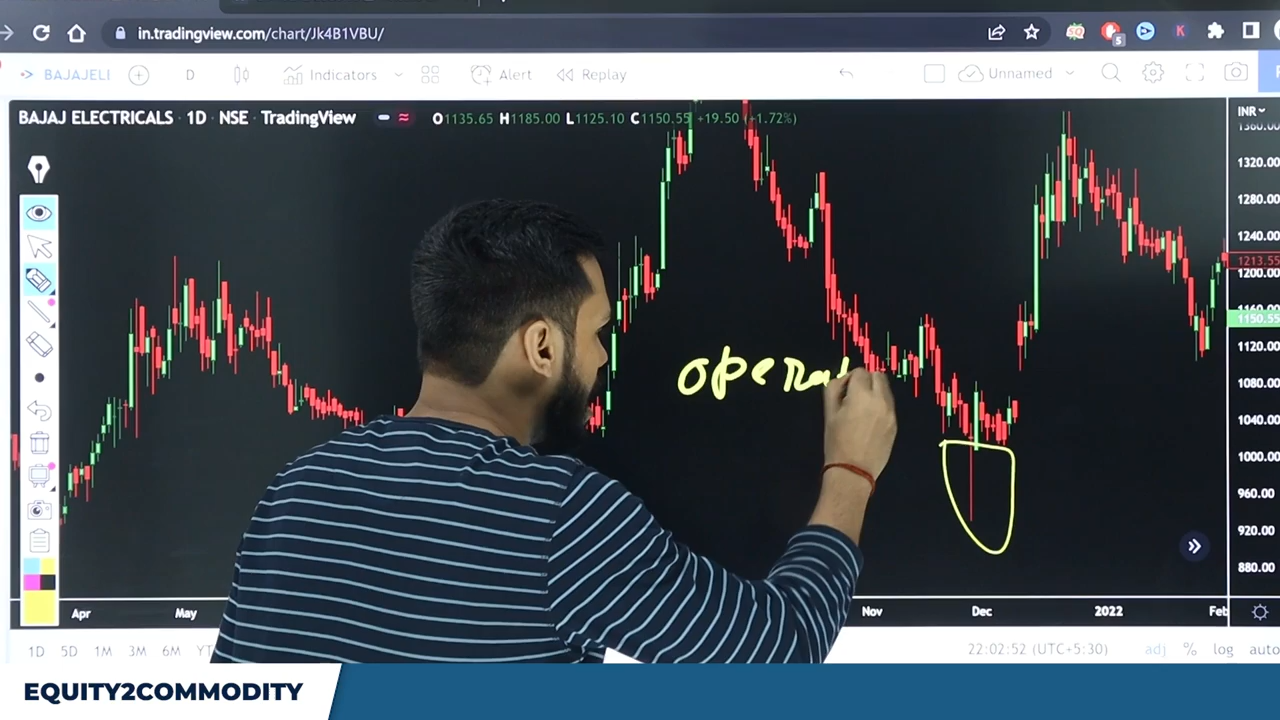 in.tradingview.com/chart/Jk4B1VBU/
BAJAJELI D Indicators Alert Replay Unnamed
BAJAJ ELECTRICALS · 1D · NSE · TradingView O1135.65 H1185.00 L1125.10 C1150.55 +19.50 (+1.72%) INR
1360.00
1320.00
1280.00
1240.00
1213.55
1200.00
1160.00
1150.55
1120.00
1080.00
1040.00
1000.00
960.00
920.00
880.00
operat
Apr May Nov Dec 2022 Feb
1D 5D 1M 3M 6M YT 22:02:52 (UTC+5:30) adj % log auto
EQUITY2COMMODITY